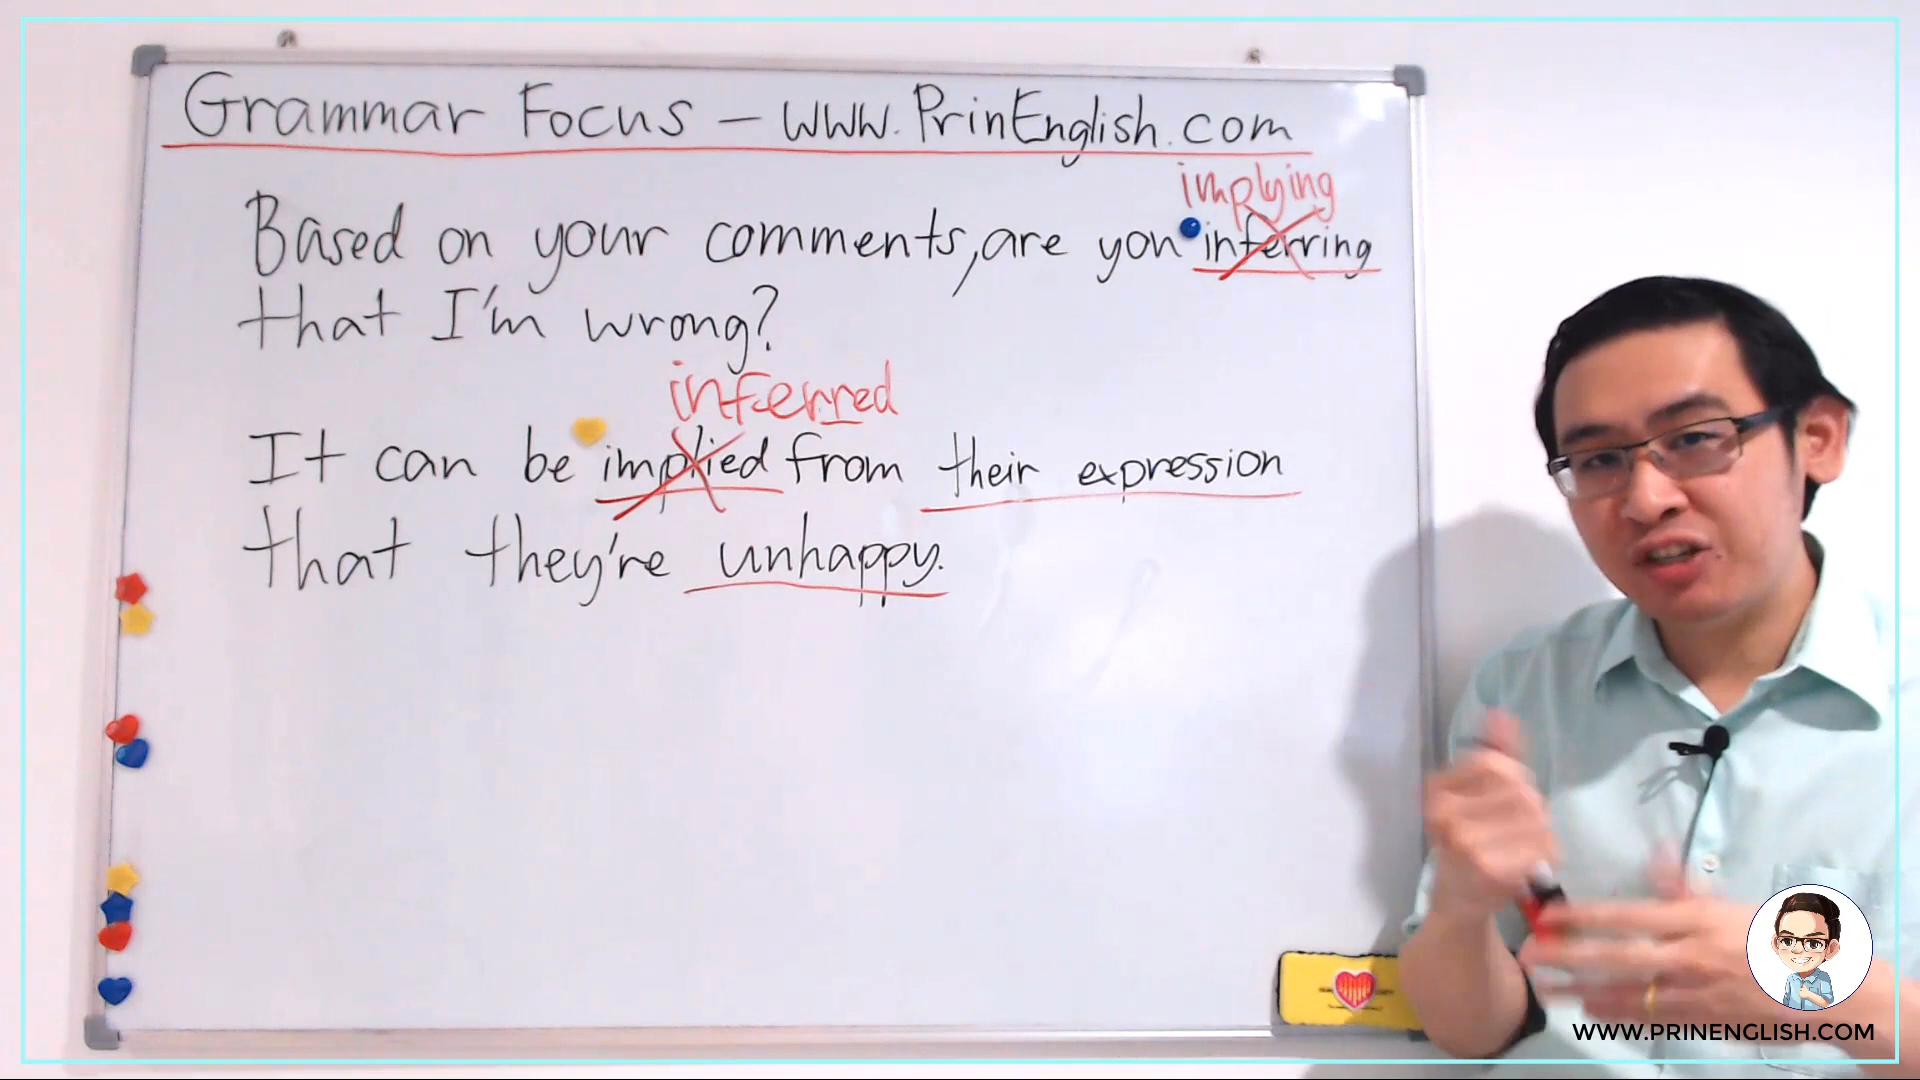 Grammar Focus - www.PrinEnglish.com
implying
Based on your comments, are you inferring
that I'm wrong?
inferred
It can be implied from their expression
that they're unhappy.
WWW.PRINENGLISH.COM